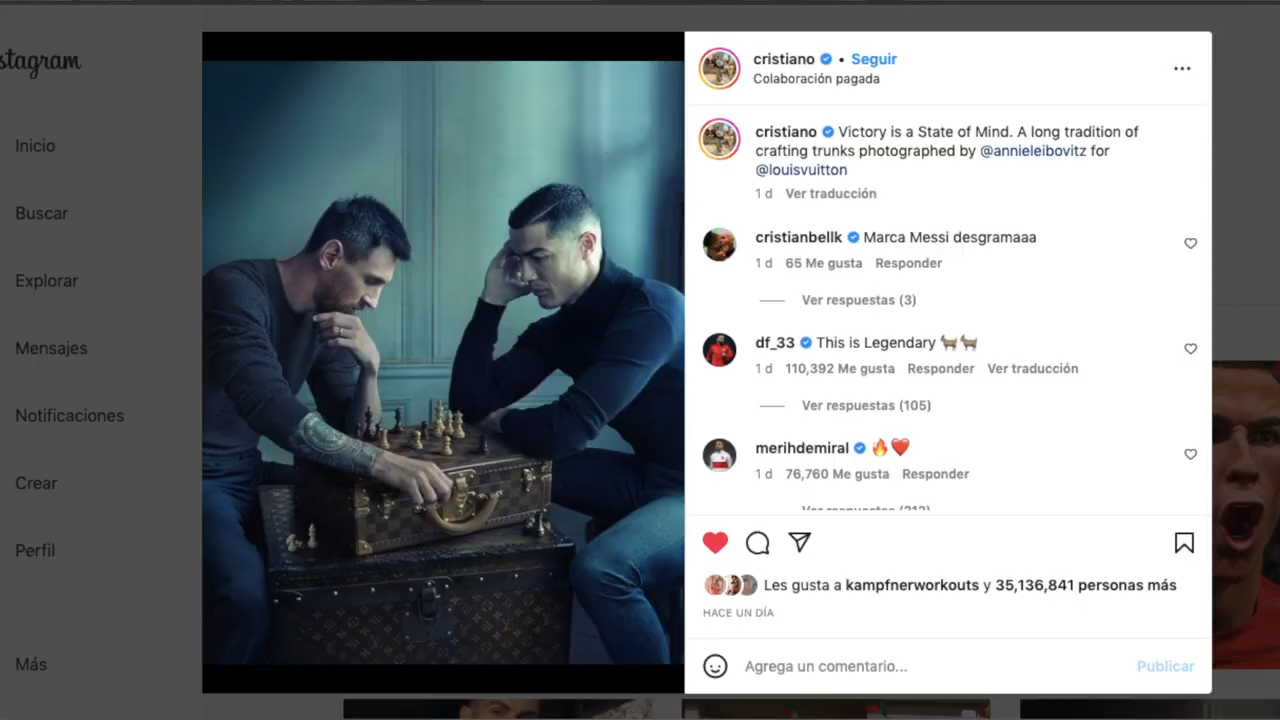 stagram
Inicio
Buscar
Explorar
Mensajes
Notificaciones
Crear
Perfil
Más
cristiano • Seguir
Colaboración pagada
cristiano Victory is a State of Mind. A long tradition of
crafting trunks photographed by @annieleibovitz for
@louisvuitton
1 d Ver traducción
cristianbellk Marca Messi desgramaaa
1 d 65 Me gusta Responder
Ver respuestas (3)
df_33 This is Legendary 🐐🐐
1 d 110,392 Me gusta Responder Ver traducción
Ver respuestas (105)
merihdemiral 🔥❤️
1 d 76,760 Me gusta Responder
Ver respuestas (212)
Les gusta a kampfnerworkouts y 35,136,841 personas más
HACE UN DÍA
Agrega un comentario... Publicar